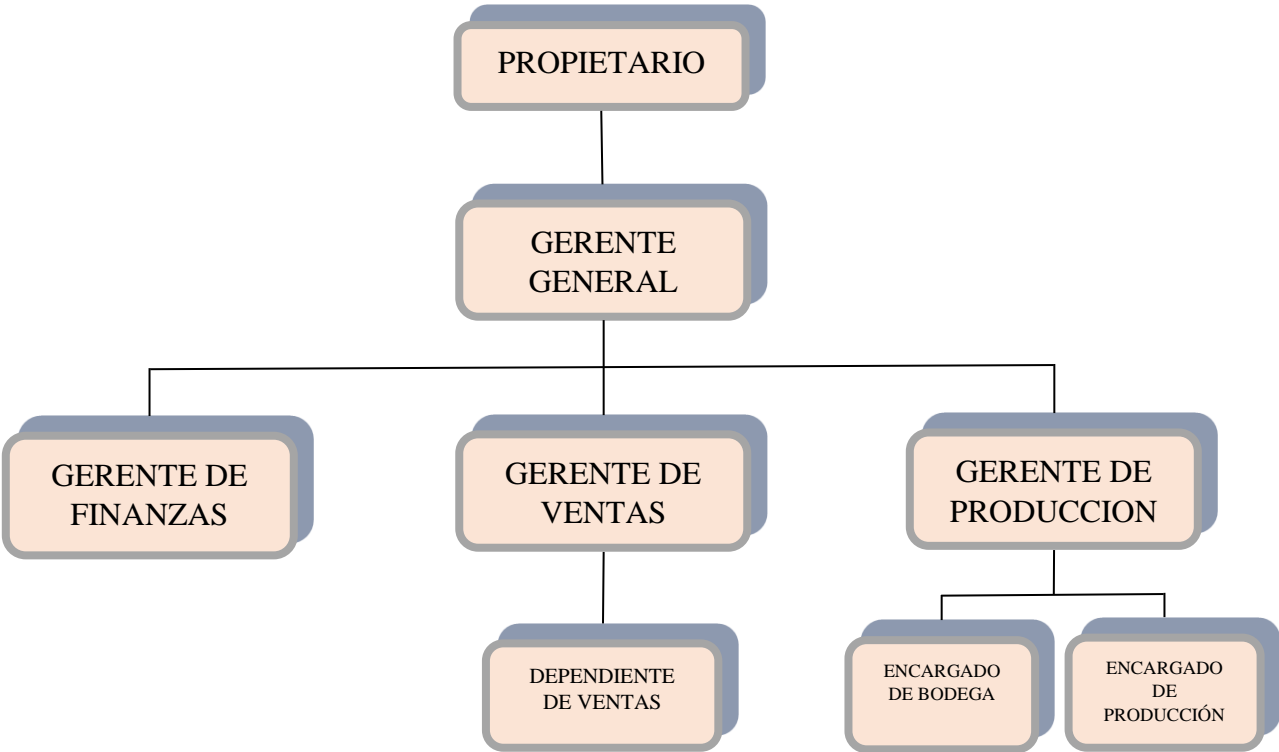 PROPIETARIO
GERENTE
GENERAL
GERENTE DE
FINANZAS
GERENTE DE
VENTAS
GERENTE DE
PRODUCCION
DEPENDIENTE
DE VENTAS
ENCARGADO
DE BODEGA
ENCARGADO
DE
PRODUCCIÓN